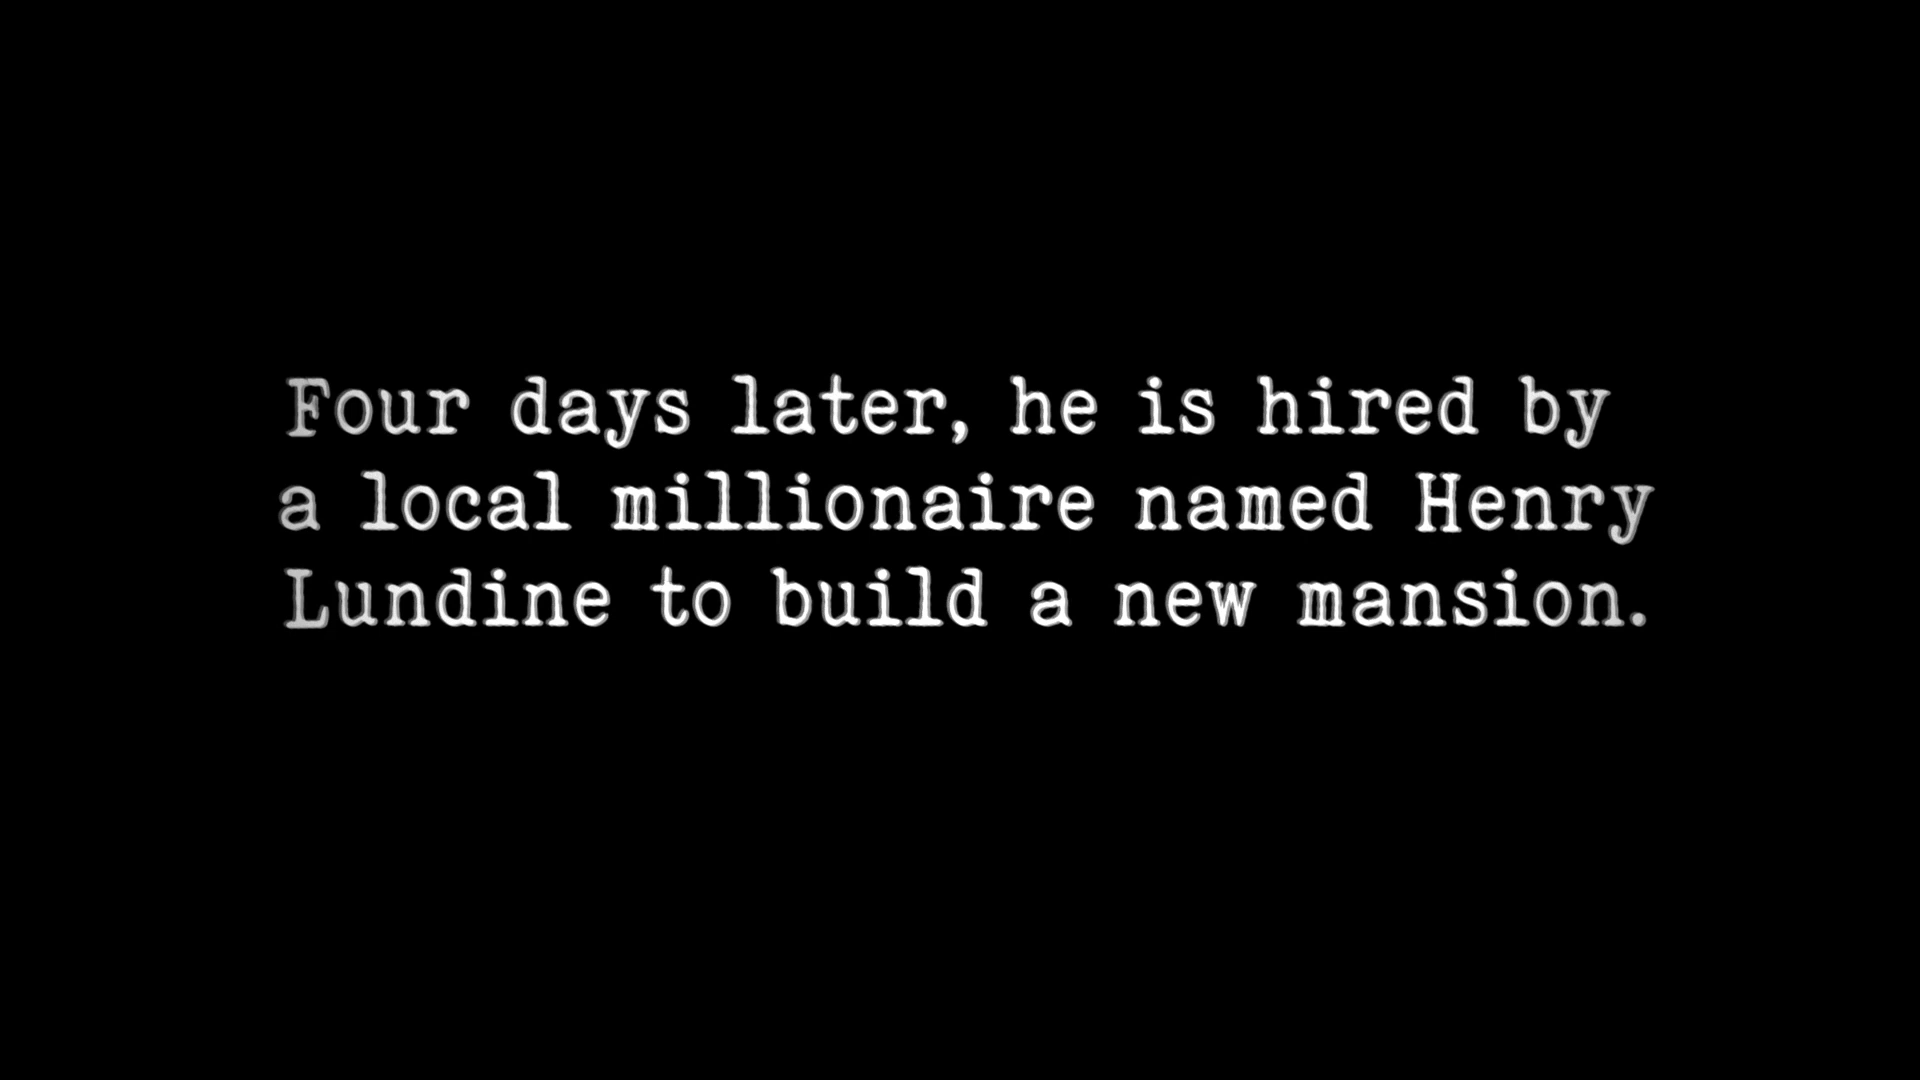 Four days later, he is hired by
a local millionaire named Henry
Lundine to build a new mansion.